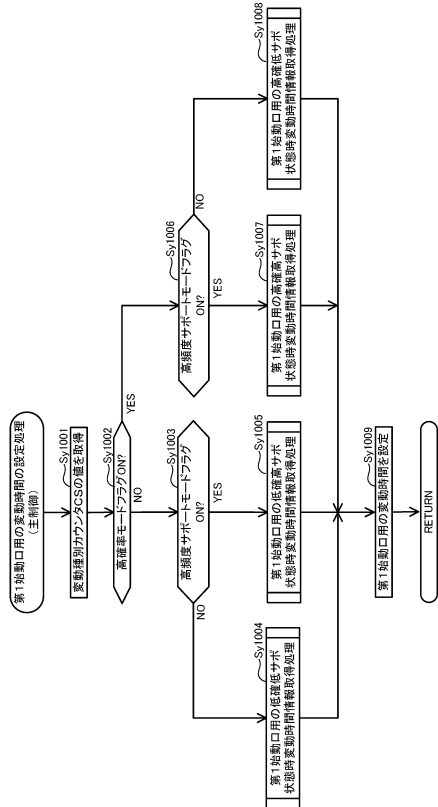 第1始動口用の変動時間の設定処理
(主制御)
Sy1001
変動種別カウンタCSの値を取得
Sy1002
高確率モードフラグON?
YES
NO
Sy1003
高頻度サポートモードフラグ
ON?
NO
YES
Sy1006
高頻度サポートモードフラグ
ON?
NO
YES
Sy1004
第1始動口用の低確低サポ
状態時変動時間情報取得処理
Sy1005
第1始動口用の低確高サポ
状態時変動時間情報取得処理
Sy1007
第1始動口用の高確高サポ
状態時変動時間情報取得処理
Sy1008
第1始動口用の高確低サポ
状態時変動時間情報取得処理
Sy1009
第1始動口用の変動時間を設定
RETURN